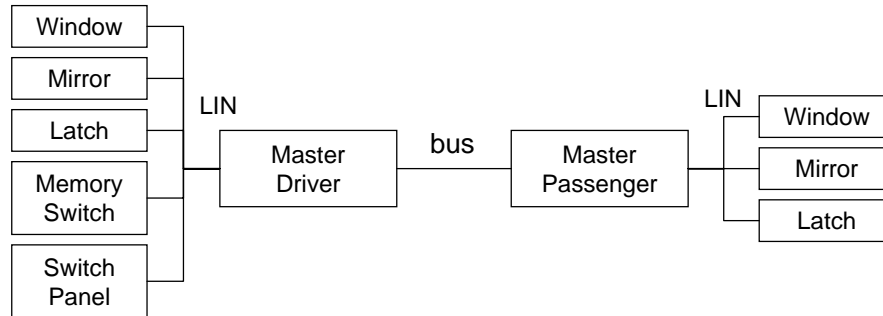 Window
Mirror
Latch
Memory
Switch
Switch
Panel
LIN
Master
Driver
bus
Master
Passenger
LIN
Window
Mirror
Latch